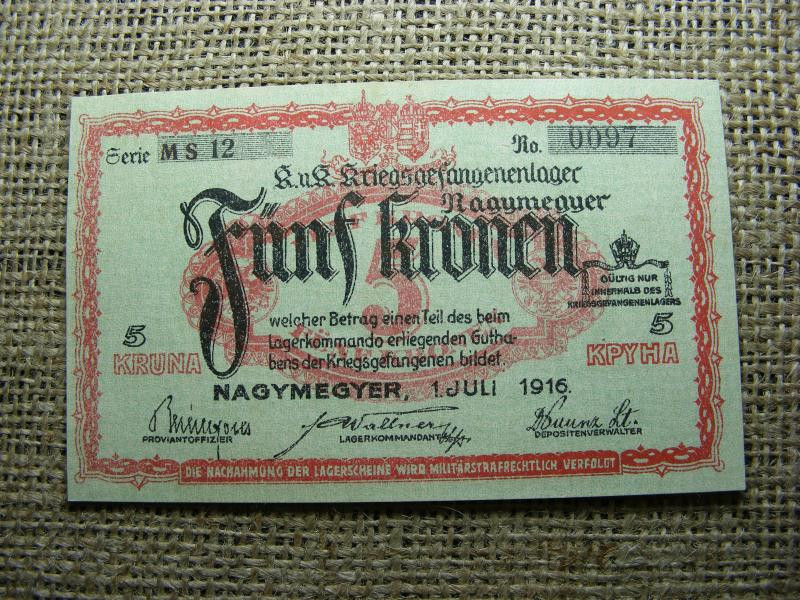 Serie MS 12
No. 0097
K.u.K. Kriegsgefangenenlager
Nagymegyer
Fünf Kronen
GÜLTIG NUR
INNERHALB DES
KRIEGSGEFANGENENLAGERS
welcher Betrag einen Teil des beim
Lagerkommando erliegenden Gutha-
bens der Kriegsgefangenen bildet.
5
KRUNA
5
КРУНА
NAGYMEGYER, 1.JULI 1916.
PROVIANTOFFIZIER
Wallner
LAGERKOMMANDANT
Lt.
DEPOSITENVERWALTER
DIE NACHAHMUNG DER LAGERSCHEINE WIRD MILITÄRSTRAFRECHTLICH VERFOLGT